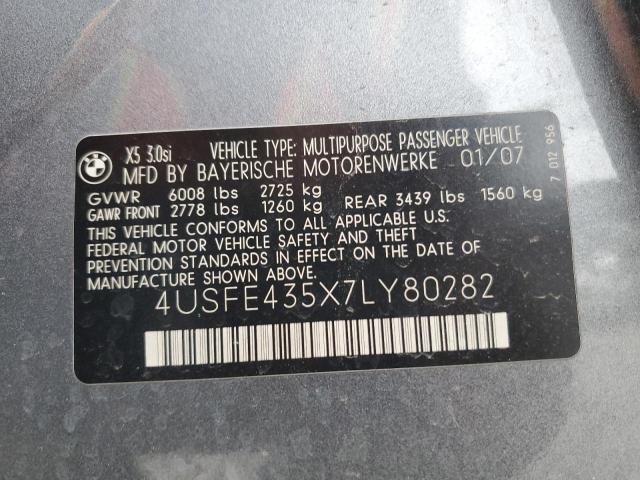 BMW
X5 3.0si
VEHICLE TYPE: MULTIPURPOSE PASSENGER VEHICLE
MFD BY BAYERISCHE MOTORENWERKE 01/07
GVWR 6008 lbs 2725 kg
GAWR FRONT 2778 lbs 1260 kg REAR 3439 lbs 1560 kg
THIS VEHICLE CONFORMS TO ALL APPLICABLE U.S.
FEDERAL MOTOR VEHICLE SAFETY AND THEFT
PREVENTION STANDARDS IN EFFECT ON THE DATE OF
MANUFACTURE SHOWN ABOVE.
4USFE435X7LY80282
7 012 956